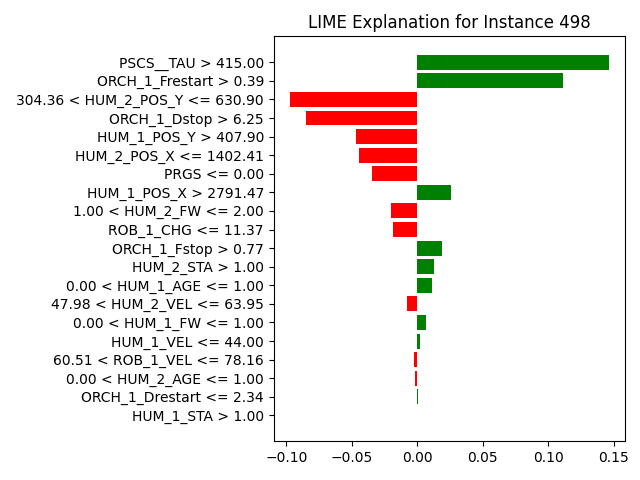 LIME Explanation for Instance 498
PSCS__TAU > 415.00
ORCH_1_Frestart > 0.39
304.36 < HUM_2_POS_Y <= 630.90
ORCH_1_Dstop > 6.25
HUM_1_POS_Y > 407.90
HUM_2_POS_X <= 1402.41
PRGS <= 0.00
HUM_1_POS_X > 2791.47
1.00 < HUM_2_FW <= 2.00
ROB_1_CHG <= 11.37
ORCH_1_Fstop > 0.77
HUM_2_STA > 1.00
0.00 < HUM_1_AGE <= 1.00
47.98 < HUM_2_VEL <= 63.95
0.00 < HUM_1_FW <= 1.00
HUM_1_VEL <= 44.00
60.51 < ROB_1_VEL <= 78.16
0.00 < HUM_2_AGE <= 1.00
ORCH_1_Drestart <= 2.34
HUM_1_STA > 1.00
−0.10 −0.05 0.00 0.05 0.10 0.15